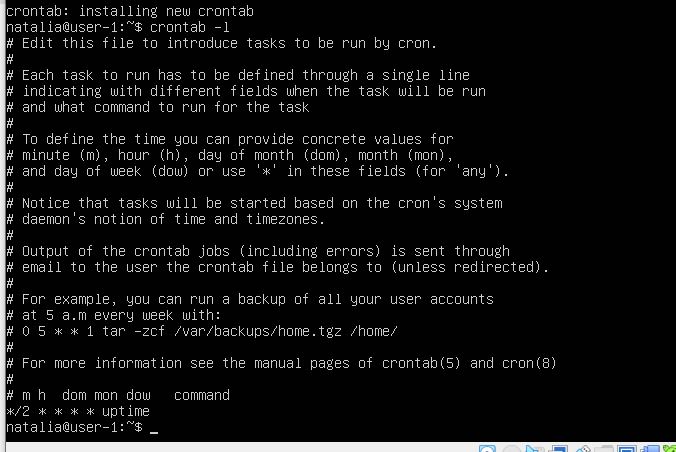 crontab: installing new crontab
natalia@user-1:~$ crontab -l
# Edit this file to introduce tasks to be run by cron.
#
# Each task to run has to be defined through a single line
# indicating with different fields when the task will be run
# and what command to run for the task
#
# To define the time you can provide concrete values for
# minute (m), hour (h), day of month (dom), month (mon),
# and day of week (dow) or use '*' in these fields (for 'any').
#
# Notice that tasks will be started based on the cron's system
# daemon's notion of time and timezones.
#
# Output of the crontab jobs (including errors) is sent through
# email to the user the crontab file belongs to (unless redirected).
#
# For example, you can run a backup of all your user accounts
# at 5 a.m every week with:
# 0 5 * * 1 tar -zcf /var/backups/home.tgz /home/
#
# For more information see the manual pages of crontab(5) and cron(8)
#
# m h  dom mon dow   command
*/2 * * * * uptime
natalia@user-1:~$ _